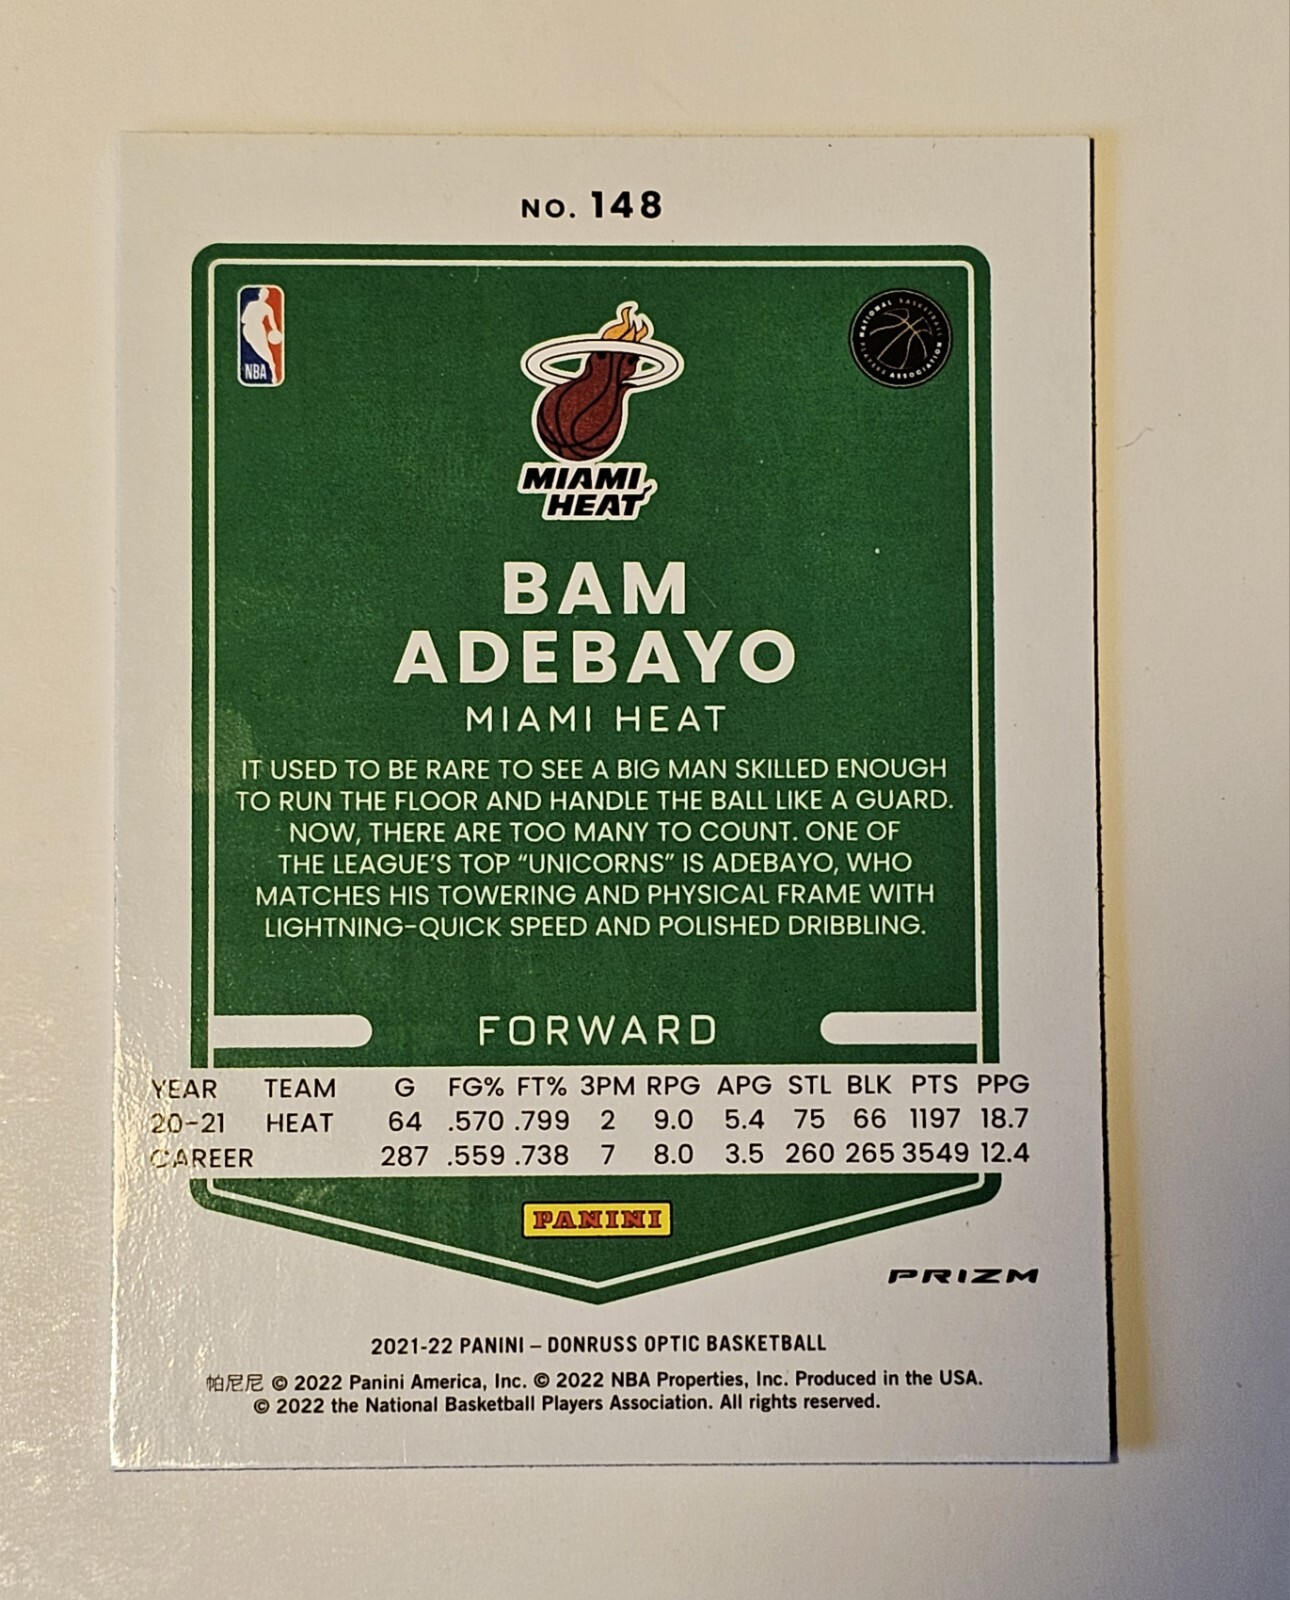 NO. 148
NBA
NATIONAL BASKETBALL PLAYERS ASSOCIATION
MIAMI
HEAT
BAM
ADEBAYO
MIAMI HEAT
IT USED TO BE RARE TO SEE A BIG MAN SKILLED ENOUGH
TO RUN THE FLOOR AND HANDLE THE BALL LIKE A GUARD.
NOW, THERE ARE TOO MANY TO COUNT. ONE OF
THE LEAGUE'S TOP “UNICORNS” IS ADEBAYO, WHO
MATCHES HIS TOWERING AND PHYSICAL FRAME WITH
LIGHTNING-QUICK SPEED AND POLISHED DRIBBLING.
FORWARD
YEAR TEAM G FG% FT% 3PM RPG APG STL BLK PTS PPG
20-21 HEAT 64 .570 .799 2 9.0 5.4 75 66 1197 18.7
CAREER 287 .559 .738 7 8.0 3.5 260 265 3549 12.4
PANINI
PRIZM
2021-22 PANINI – DONRUSS OPTIC BASKETBALL
帕尼尼 © 2022 Panini America, Inc. © 2022 NBA Properties, Inc. Produced in the USA.
© 2022 the National Basketball Players Association. All rights reserved.